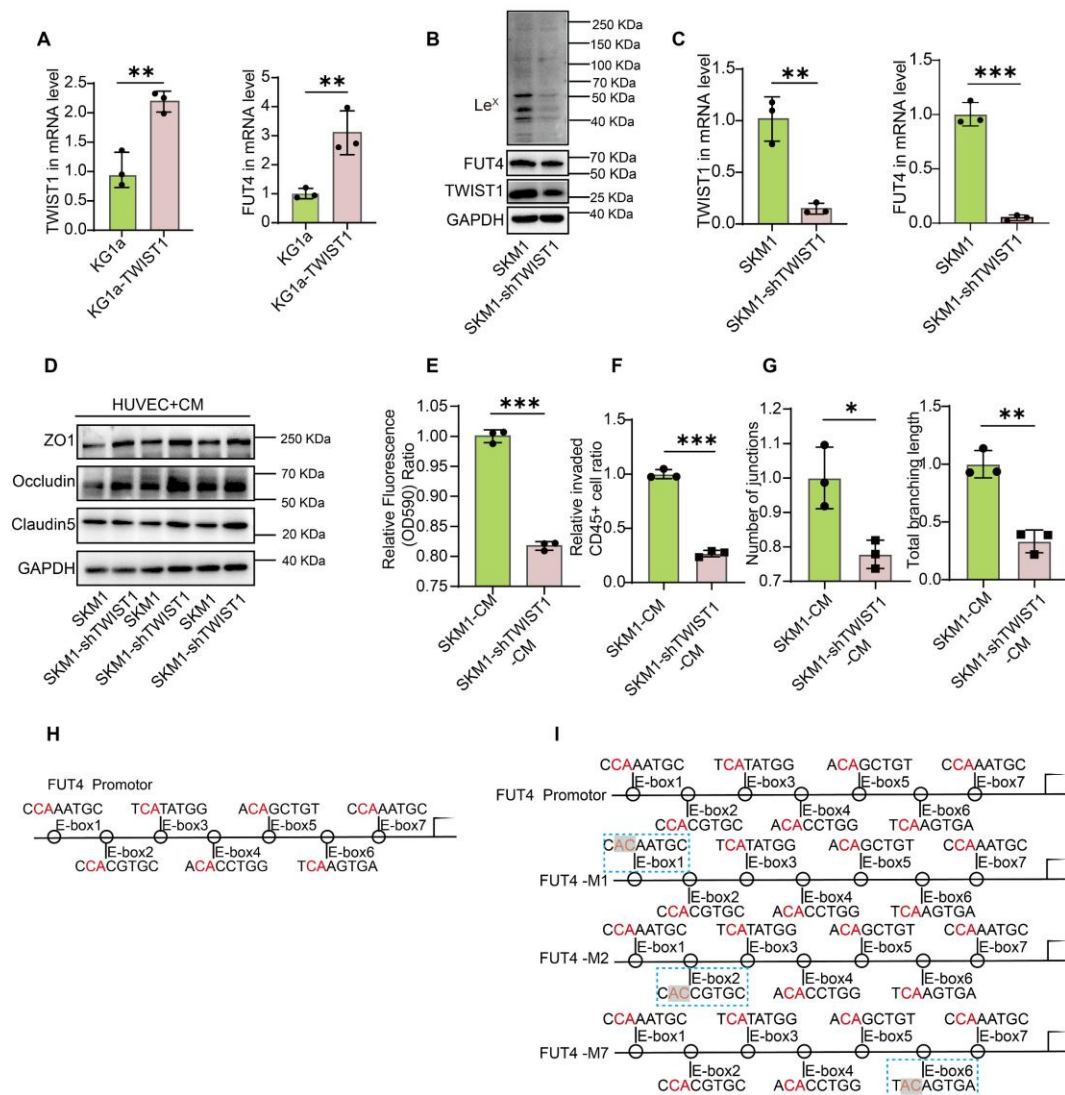 A
TWIST1 in mRNA level
2.5
2.0
1.5
1.0
0.5
0.0
**
KG1a
KG1a-TWIST1
FUT4 in mRNA level
5
4
3
2
1
0
**
KG1a
KG1a-TWIST1
B
Leˣ
250 KDa
150 KDa
100 KDa
70 KDa
50 KDa
40 KDa
FUT4
70 KDa
50 KDa
TWIST1
25 KDa
GAPDH
40 KDa
SKM1
SKM1-shTWIST1
C
TWIST1 in mRNA level
1.5
1.0
0.5
0.0
**
SKM1
SKM1-shTWIST1
FUT4 in mRNA level
1.5
1.0
0.5
0.0
***
SKM1
SKM1-shTWIST1
D
HUVEC+CM
ZO1
250 KDa
Occludin
70 KDa
50 KDa
Claudin5
20 KDa
GAPDH
40 KDa
SKM1
SKM1-shTWIST1
SKM1
SKM1-shTWIST1
SKM1
SKM1-shTWIST1
E
Relative Fluorescence
(OD590) Ratio
1.05
1.00
0.95
0.90
0.85
0.80
0.75
***
SKM1-CM
SKM1-shTWIST1
-CM
F
Relative invaded
CD45+ cell ratio
1.5
1.0
0.5
0.0
***
SKM1-CM
SKM1-shTWIST1
-CM
G
Number of junctions
1.2
1.1
1.0
0.9
0.8
0.7
*
SKM1-CM
SKM1-shTWIST1
-CM
Total branching length
1.5
1.0
0.5
0.0
**
SKM1-CM
SKM1-shTWIST1
-CM
H
FUT4 Promotor
CCAAATGC TCATATGG ACAGCTGT CCAAATGC
E-box1 E-box3 E-box5 E-box7
E-box2 E-box4 E-box6
CCACGTGC ACACCTGG TCAAGTGA
I
CCAAATGC TCATATGG ACAGCTGT CCAAATGC
E-box1 E-box3 E-box5 E-box7
FUT4 Promotor
E-box2 E-box4 E-box6
CCACGTGC ACACCTGG TCAAGTGA
CACAATGC TCATATGG ACAGCTGT CCAAATGC
E-box1 E-box3 E-box5 E-box7
FUT4 -M1
E-box2 E-box4 E-box6
CCACGTGC ACACCTGG TCAAGTGA
CCAAATGC TCATATGG ACAGCTGT CCAAATGC
E-box1 E-box3 E-box5 E-box7
FUT4 -M2
E-box2 E-box4 E-box6
CACCGTGC ACACCTGG TCAAGTGA
CCAAATGC TCATATGG ACAGCTGT CCAAATGC
E-box1 E-box3 E-box5 E-box7
FUT4 -M7
E-box2 E-box4 E-box6
CCACGTGC ACACCTGG TACAGTGA